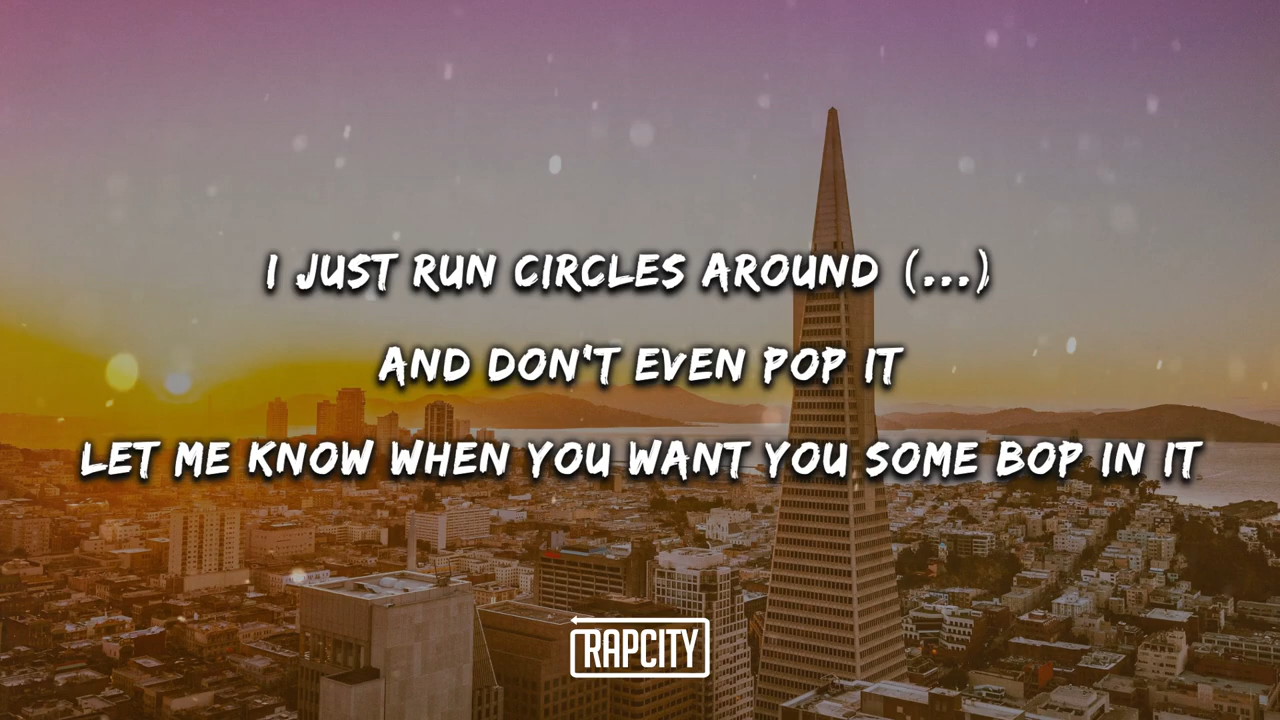 I JUST RUN CIRCLES AROUND (...)
AND DON'T EVEN POP IT
LET ME KNOW WHEN YOU WANT YOU SOME BOP IN IT
RAPCITY